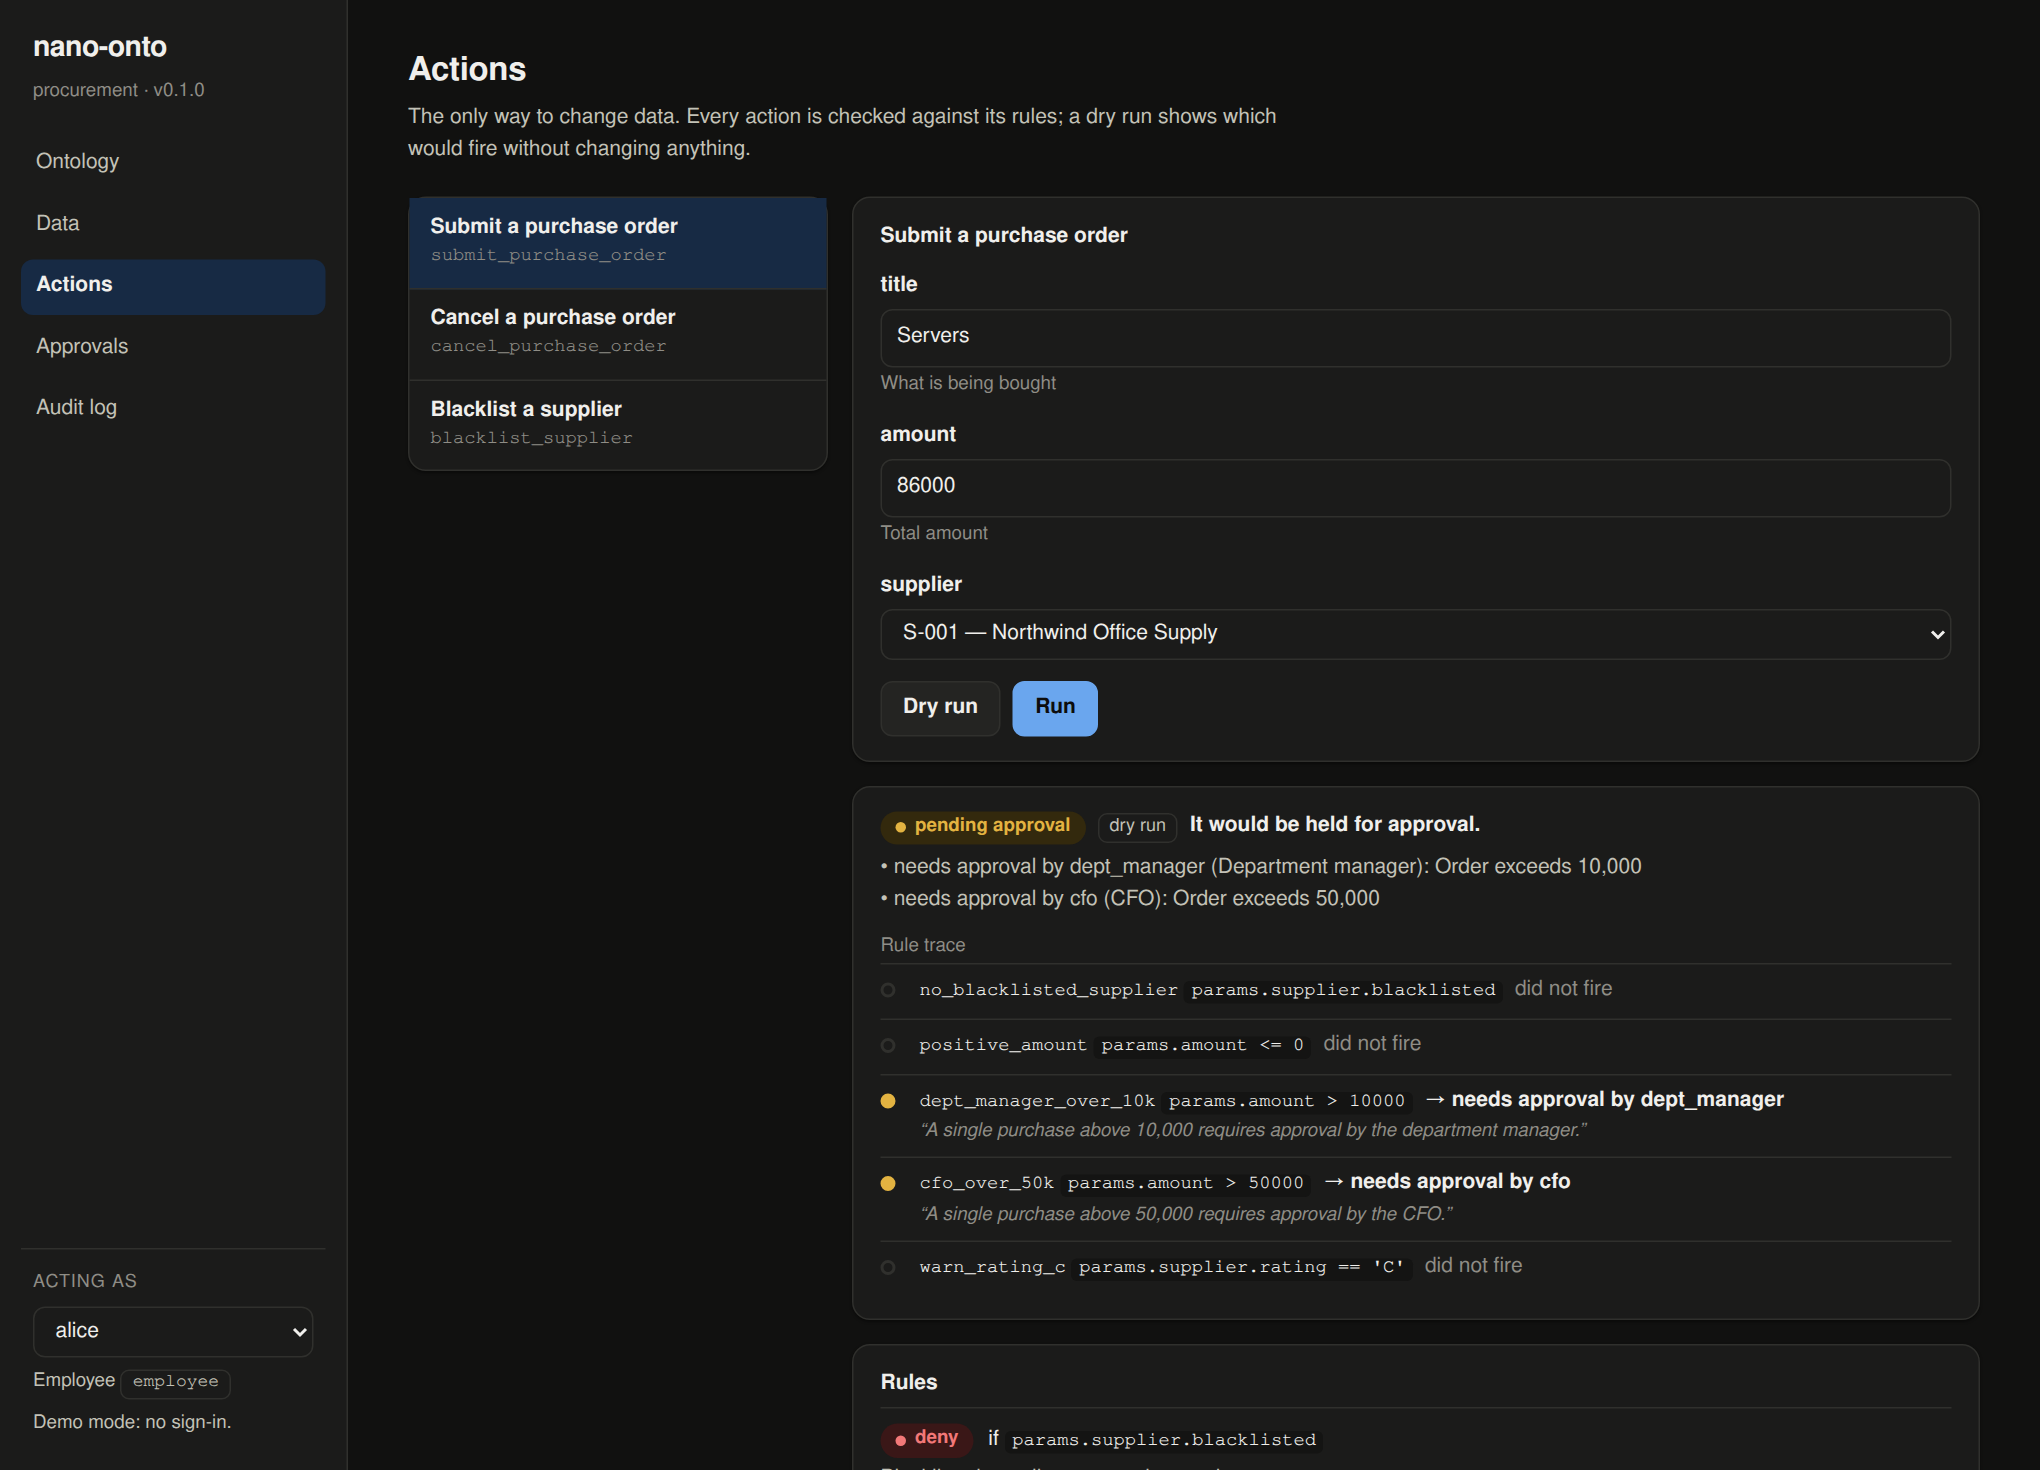 nano-onto
procurement · v0.1.0
Ontology
Data
Actions
Approvals
Audit log
ACTING AS
alice
Employee employee
Demo mode: no sign-in.
Actions
The only way to change data. Every action is checked against its rules; a dry run shows which
would fire without changing anything.
Submit a purchase order
submit_purchase_order
Cancel a purchase order
cancel_purchase_order
Blacklist a supplier
blacklist_supplier
Submit a purchase order
title
Servers
What is being bought
amount
86000
Total amount
supplier
S-001 — Northwind Office Supply
Dry run Run
pending approval dry run It would be held for approval.
• needs approval by dept_manager (Department manager): Order exceeds 10,000
• needs approval by cfo (CFO): Order exceeds 50,000
Rule trace
no_blacklisted_supplier params.supplier.blacklisted did not fire
positive_amount params.amount <= 0 did not fire
dept_manager_over_10k params.amount > 10000 → needs approval by dept_manager
“A single purchase above 10,000 requires approval by the department manager.”
cfo_over_50k params.amount > 50000 → needs approval by cfo
“A single purchase above 50,000 requires approval by the CFO.”
warn_rating_c params.supplier.rating == 'C' did not fire
Rules
deny if params.supplier.blacklisted